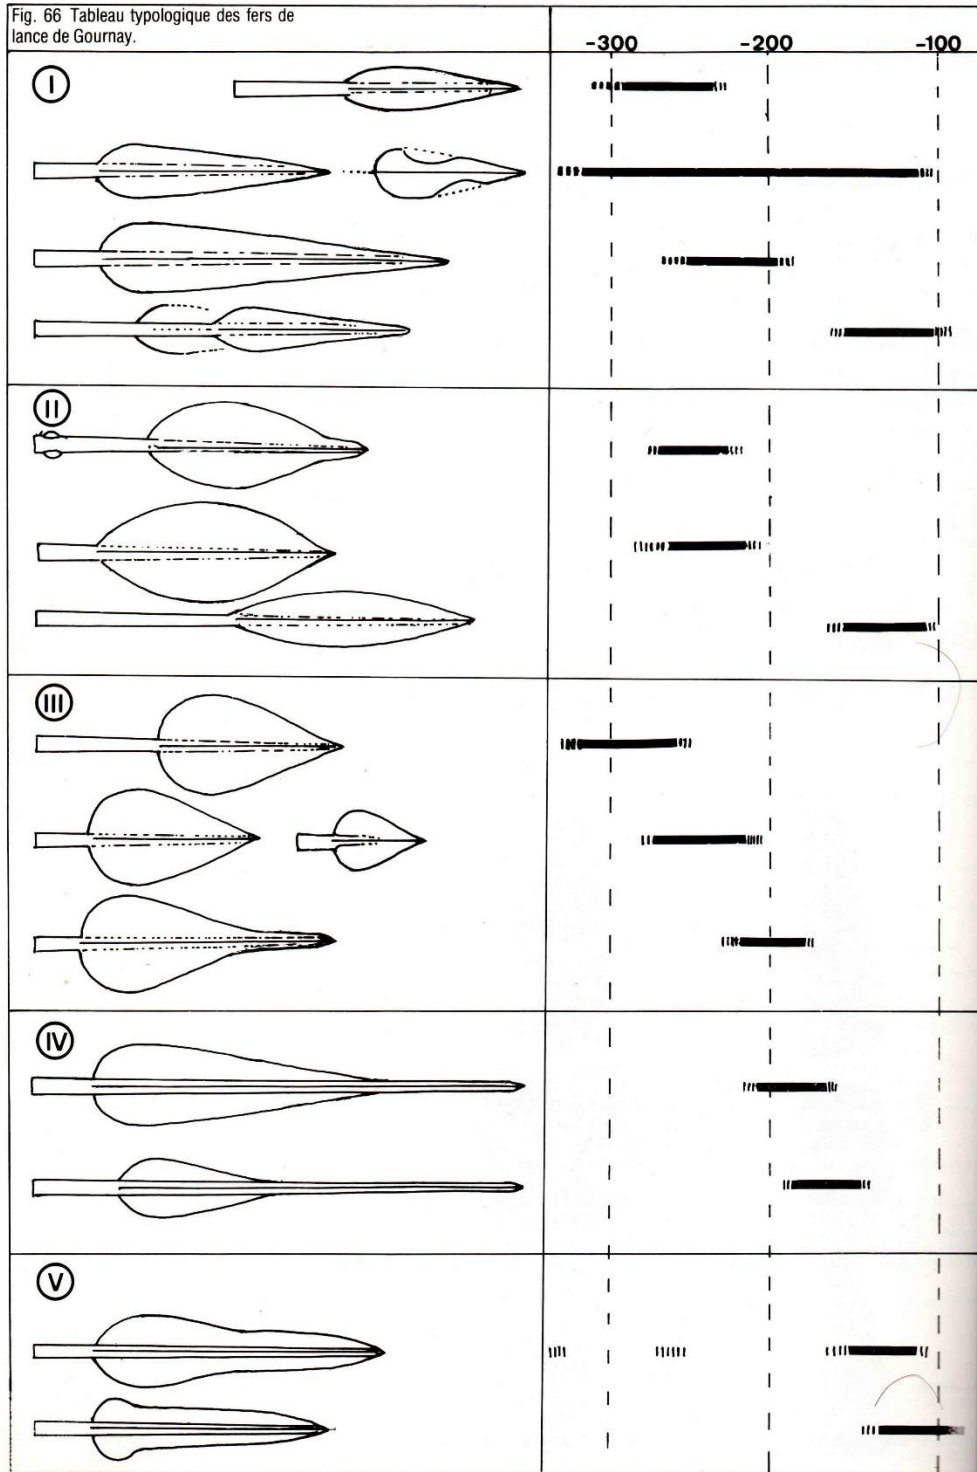 Fig. 66 Tableau typologique des fers de
lance de Gournay.
-300 -200 -100
I
II
III
IV
V